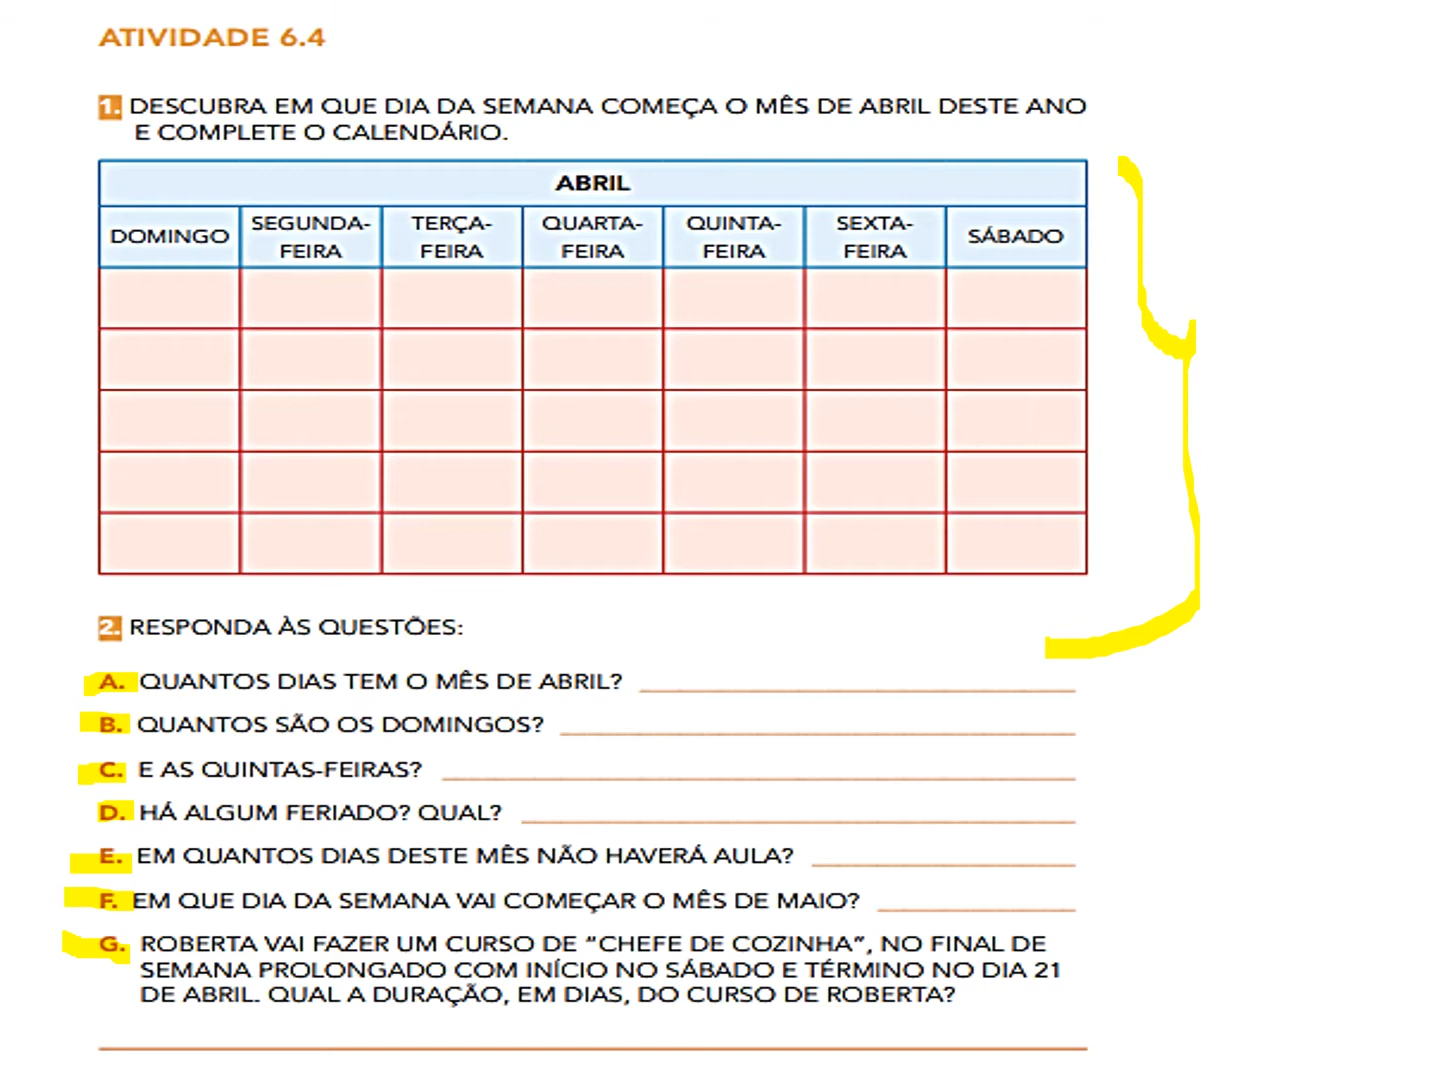 ATIVIDADE 6.4
1. DESCUBRA EM QUE DIA DA SEMANA COMEÇA O MÊS DE ABRIL DESTE ANO
E COMPLETE O CALENDÁRIO.
ABRIL
DOMINGO SEGUNDA-FEIRA TERÇA-FEIRA QUARTA-FEIRA QUINTA-FEIRA SEXTA-FEIRA SÁBADO
2. RESPONDA ÀS QUESTÕES:
A. QUANTOS DIAS TEM O MÊS DE ABRIL?
B. QUANTOS SÃO OS DOMINGOS?
C. E AS QUINTAS-FEIRAS?
D. HÁ ALGUM FERIADO? QUAL?
E. EM QUANTOS DIAS DESTE MÊS NÃO HAVERÁ AULA?
F. EM QUE DIA DA SEMANA VAI COMEÇAR O MÊS DE MAIO?
G. ROBERTA VAI FAZER UM CURSO DE “CHEFE DE COZINHA”, NO FINAL DE
SEMANA PROLONGADO COM INÍCIO NO SÁBADO E TÉRMINO NO DIA 21
DE ABRIL. QUAL A DURAÇÃO, EM DIAS, DO CURSO DE ROBERTA?